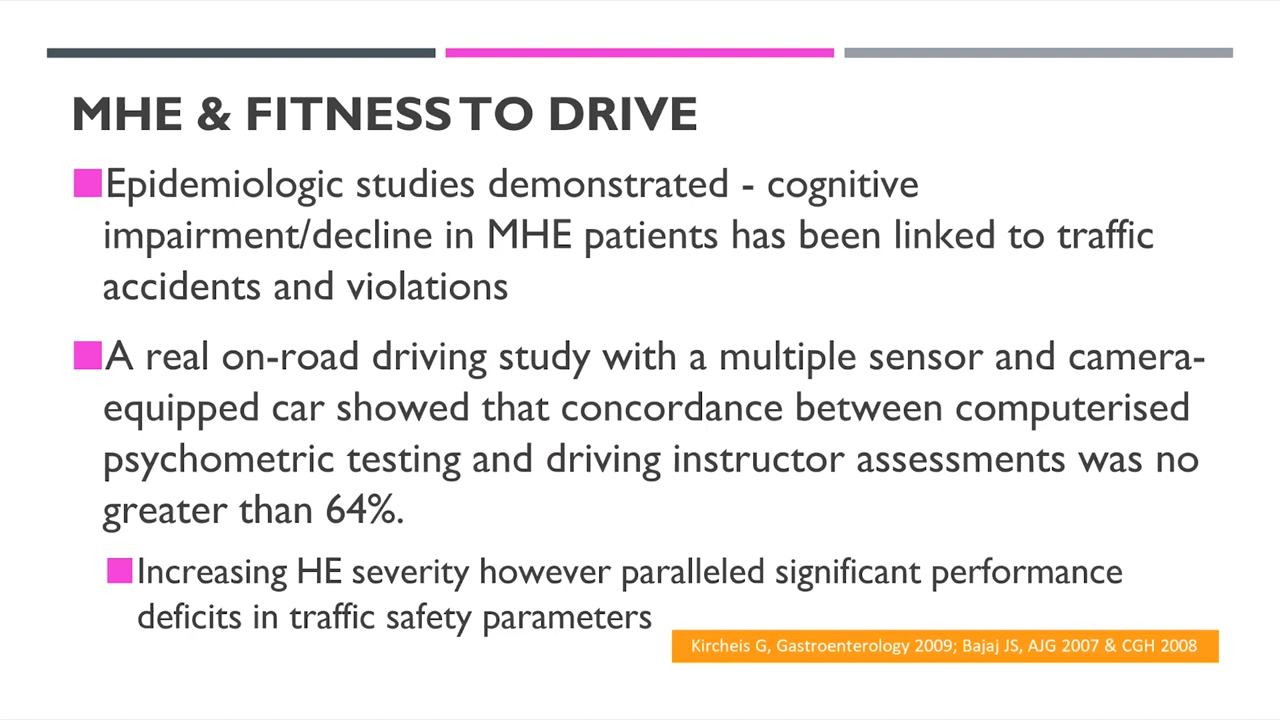 MHE & FITNESS TO DRIVE
Epidemiologic studies demonstrated - cognitive
impairment/decline in MHE patients has been linked to traffic
accidents and violations
A real on-road driving study with a multiple sensor and camera-
equipped car showed that concordance between computerised
psychometric testing and driving instructor assessments was no
greater than 64%.
Increasing HE severity however paralleled significant performance
deficits in traffic safety parameters
Kircheis G, Gastroenterology 2009; Bajaj JS, AJG 2007 & CGH 2008